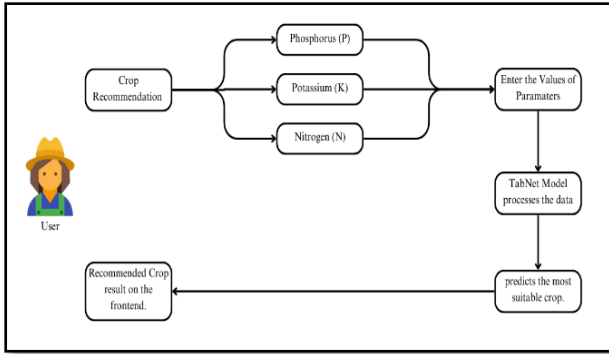 Phosphorus (P)
Crop
Recommendation
Potassium (K)
Enter the Values of
Paramaters
Nitrogen (N)
User
TabNet Model
processes the data
Recommended Crop
result on the
frontend.
predicts the most
suitable crop.